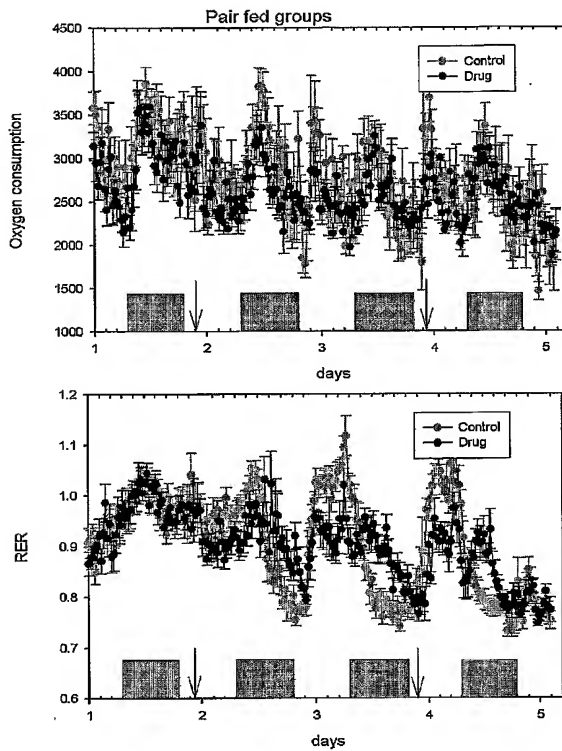 Pair fed groups
4500
4000
3500
3000
2500
2000
1500
1000
Oxygen consumption
Control
Drug
1
2
3
4
5
days
1.2
1.1
1.0
0.9
0.8
0.7
0.6
RER
Control
Drug
1
2
3
4
5
days